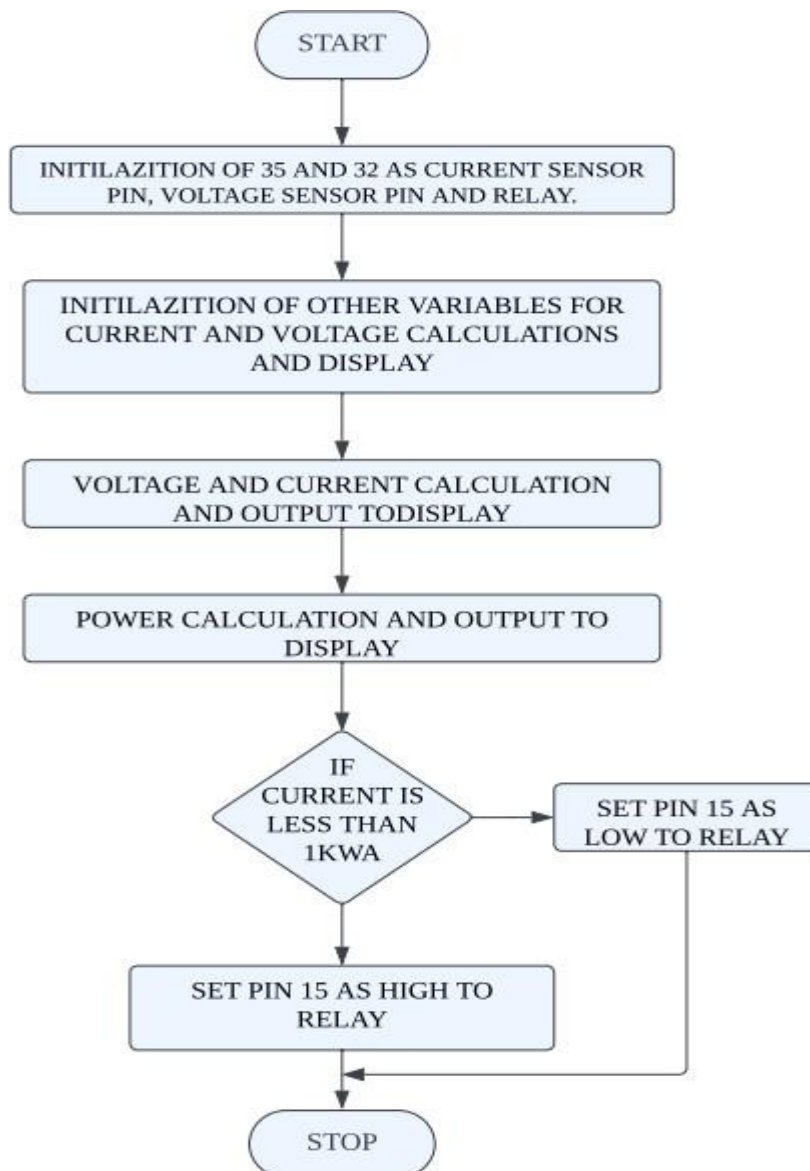 START
INITILAZITION OF 35 AND 32 AS CURRENT SENSOR
PIN, VOLTAGE SENSOR PIN AND RELAY.
INITILAZITION OF OTHER VARIABLES FOR
CURRENT AND VOLTAGE CALCULATIONS
AND DISPLAY
VOLTAGE AND CURRENT CALCULATION
AND OUTPUT TODISPLAY
POWER CALCULATION AND OUTPUT TO
DISPLAY
IF
CURRENT IS
LESS THAN
1KWA
SET PIN 15 AS
LOW TO RELAY
SET PIN 15 AS HIGH TO
RELAY
STOP